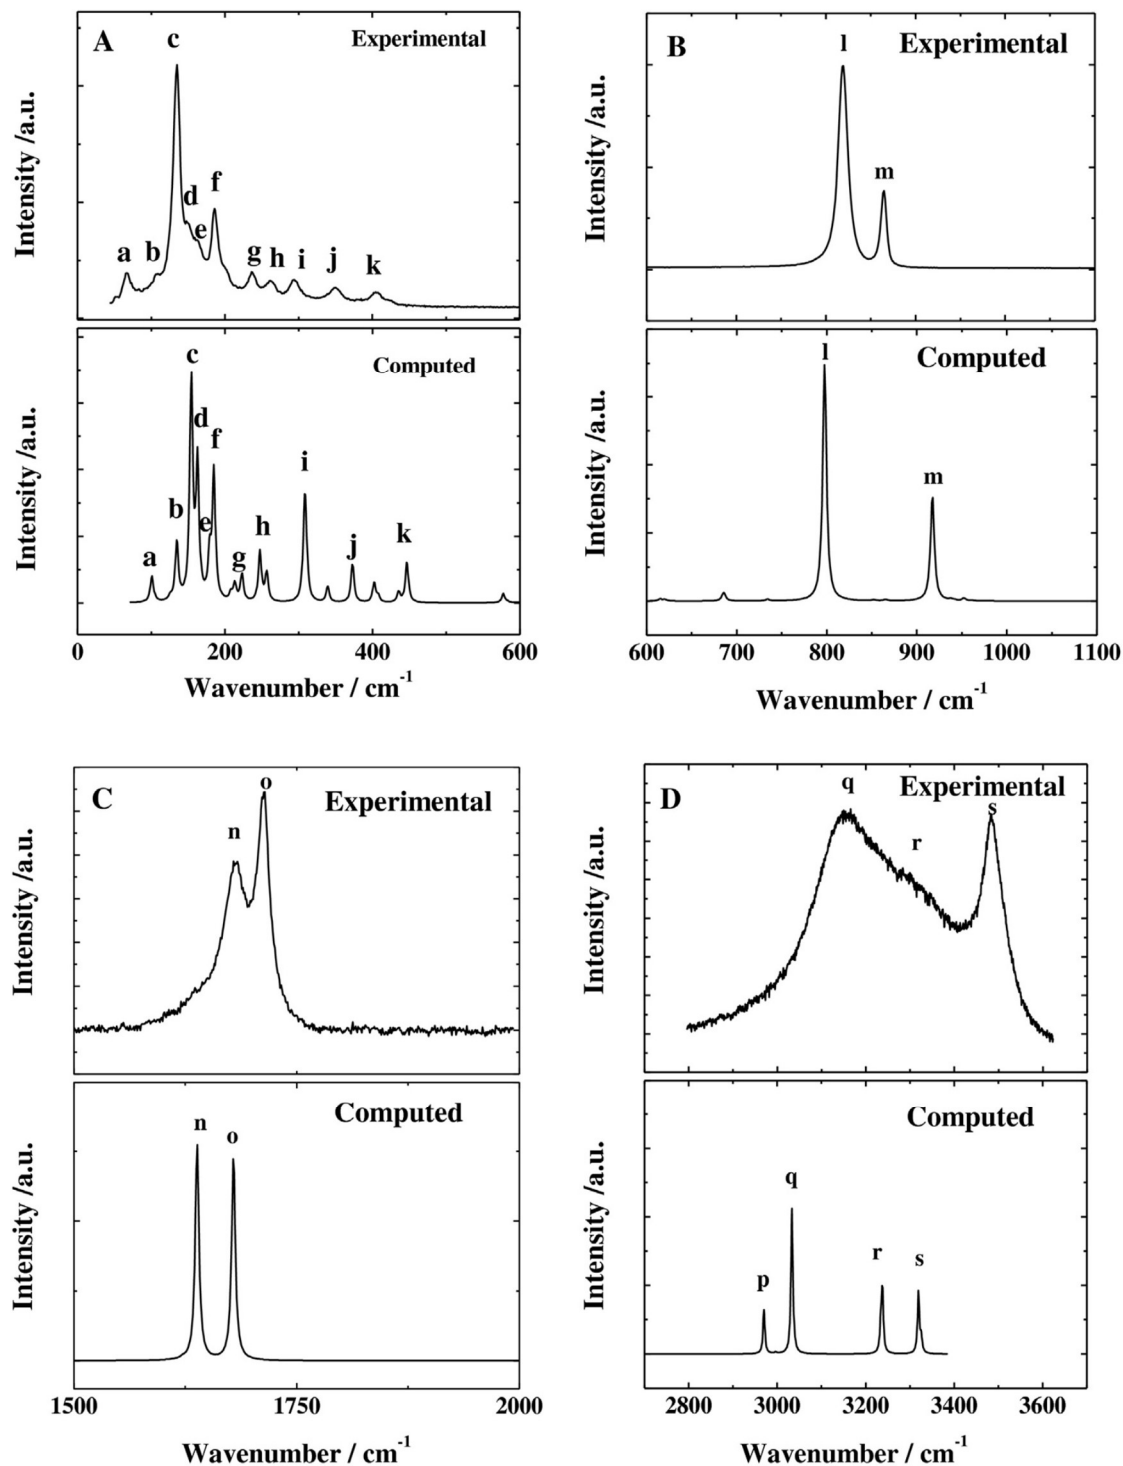 A
Experimental
c
f
d
e
a
b
g
h
i
j
k
Intensity /a.u.
Computed
c
d
f
i
b
e
h
k
g
j
a
Intensity /a.u.
0 200 400 600
Wavenumber / cm-1
B
Experimental
l
m
Intensity /a.u.
Computed
l
m
Intensity /a.u.
600 700 800 900 1000 1100
Wavenumber / cm-1
C
Experimental
o
n
Intensity /a.u.
Computed
n
o
Intensity /a.u.
1500 1750 2000
Wavenumber / cm-1
D
Experimental
q
s
r
Intensity /a.u.
Computed
q
r
s
p
Intensity /a.u.
2800 3000 3200 3400 3600
Wavenumber / cm-1